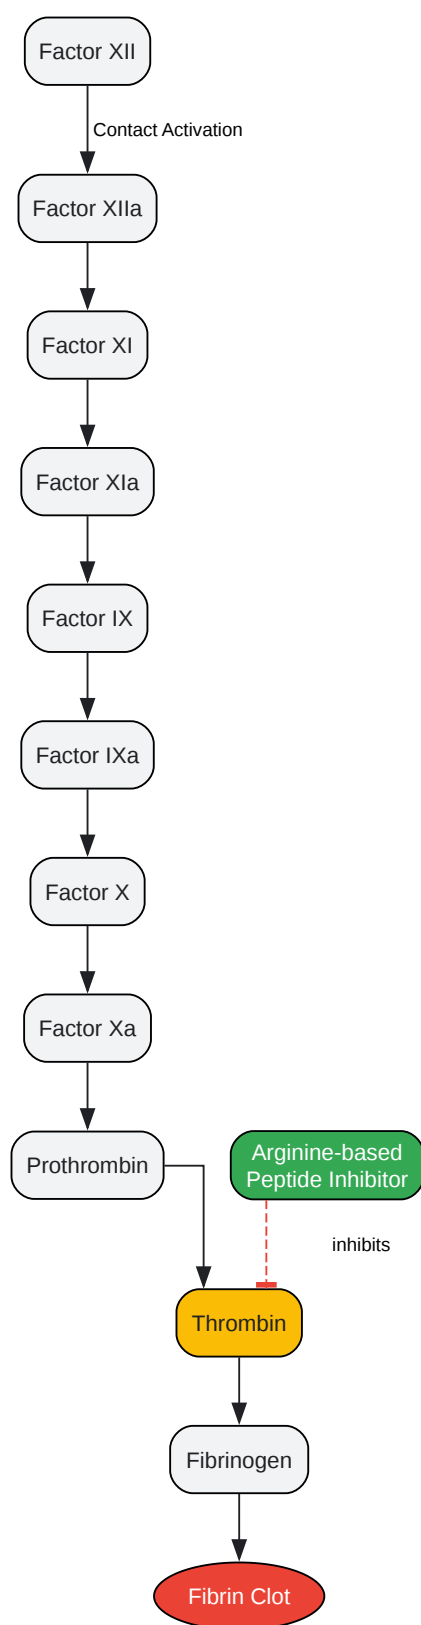 Factor XII
Contact Activation
Factor XIIa
Factor XI
Factor XIa
Factor IX
Factor IXa
Factor X
Factor Xa
Prothrombin
Arginine-based
Peptide Inhibitor
inhibits
Thrombin
Fibrinogen
Fibrin Clot